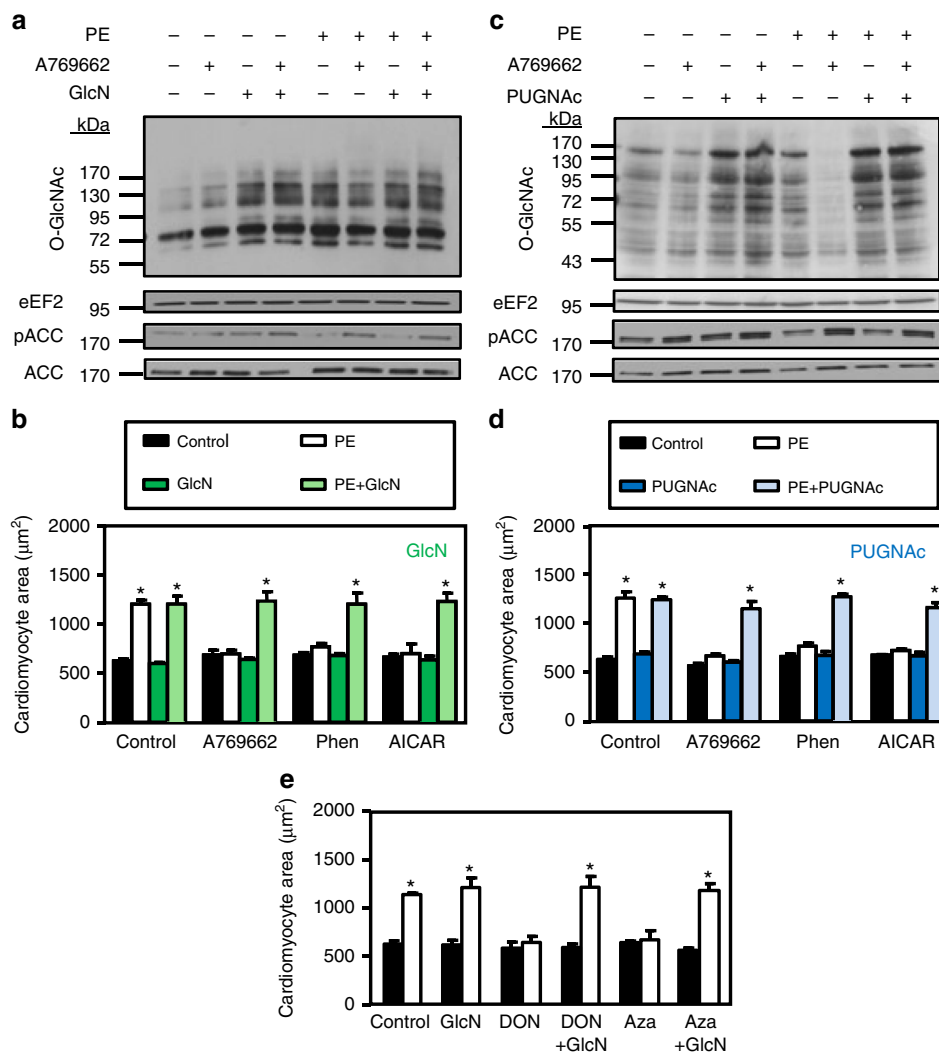 a
PE – – – – + + + +
A769662 – + – + – + – +
GlcN – – + + – – + +
kDa
O-GlcNAc
170
130
95
72
55
eEF2 95
pACC 170
ACC 170
c
PE – – – – + + + +
A769662 – + – + – + – +
PUGNAc – – + + – – + +
kDa
O-GlcNAc
170
130
95
72
55
43
eEF2 95
pACC 170
ACC 170
b
Control PE
GlcN PE+GlcN
Cardiomyocyte area (μm²)
2000
1500
1000
500
0
GlcN
* * * * *
Control A769662 Phen AICAR
d
Control PE
PUGNAc PE+PUGNAc
Cardiomyocyte area (μm²)
2000
1500
1000
500
0
PUGNAc
* * * * *
Control A769662 Phen AICAR
e
Cardiomyocyte area (μm²)
2000
1500
1000
500
0
* * * *
Control GlcN DON DON +GlcN Aza Aza +GlcN